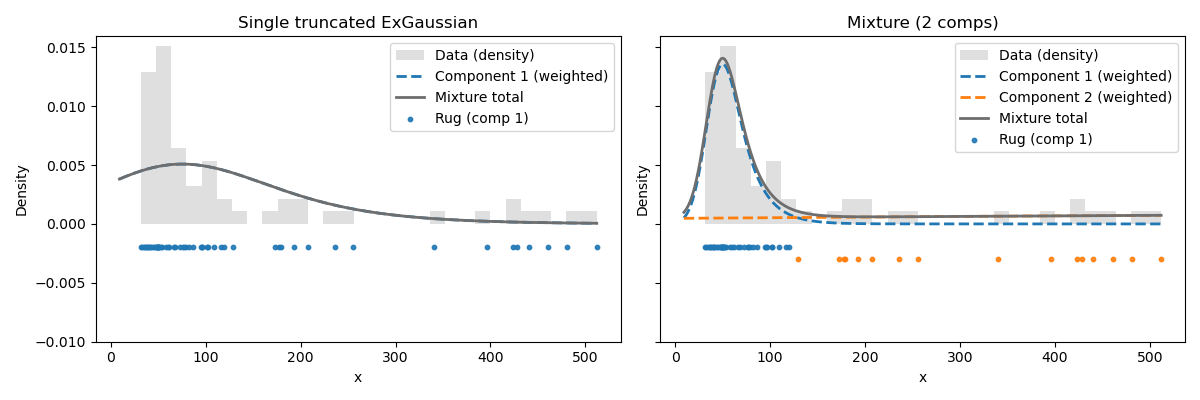 Single truncated ExGaussian
Data (density)
Component 1 (weighted)
Mixture total
Rug (comp 1)
Density
0.015
0.010
0.005
0.000
−0.005
−0.010
0
100
200
300
400
500
x
Mixture (2 comps)
Data (density)
Component 1 (weighted)
Component 2 (weighted)
Mixture total
Rug (comp 1)
Density
0
100
200
300
400
500
x